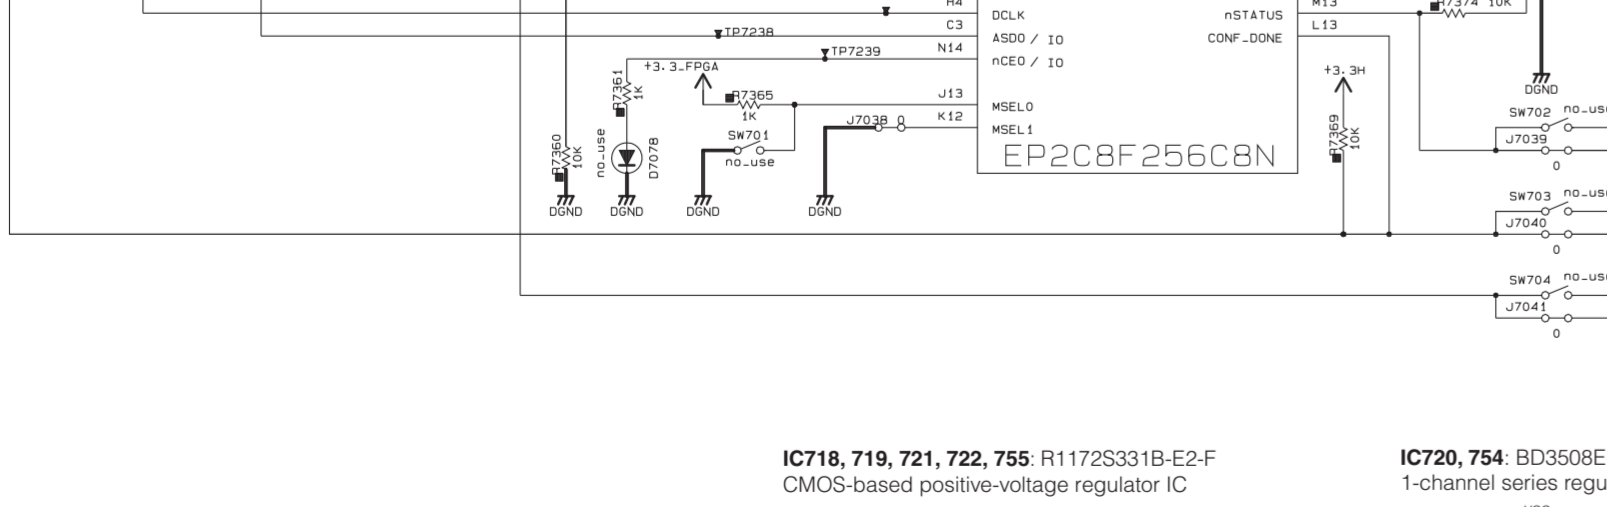 H4
DCLK
C3
TP7238
ASDO / IO
N14
TP7239
nCEO / IO
+3.3_FPGA
R7361
1K
R7365
1K
J13
MSEL0
J7038 0
K12
MSEL1
SW701
no_use
R7360
10K
no_use
D7078
DGND
DGND
DGND
DGND
EP2C8F256C8N
nSTATUS
M13
R7374 10K
CONF_DONE
L13
+3.3H
R7369
10K
DGND
SW702 no_use
J7039
0
SW703 no_use
J7040
0
SW704 no_use
J7041
0
IC718, 719, 721, 722, 755: R1172S331B-E2-F
CMOS-based positive-voltage regulator IC
IC720, 754: BD3508E
1-channel series regu